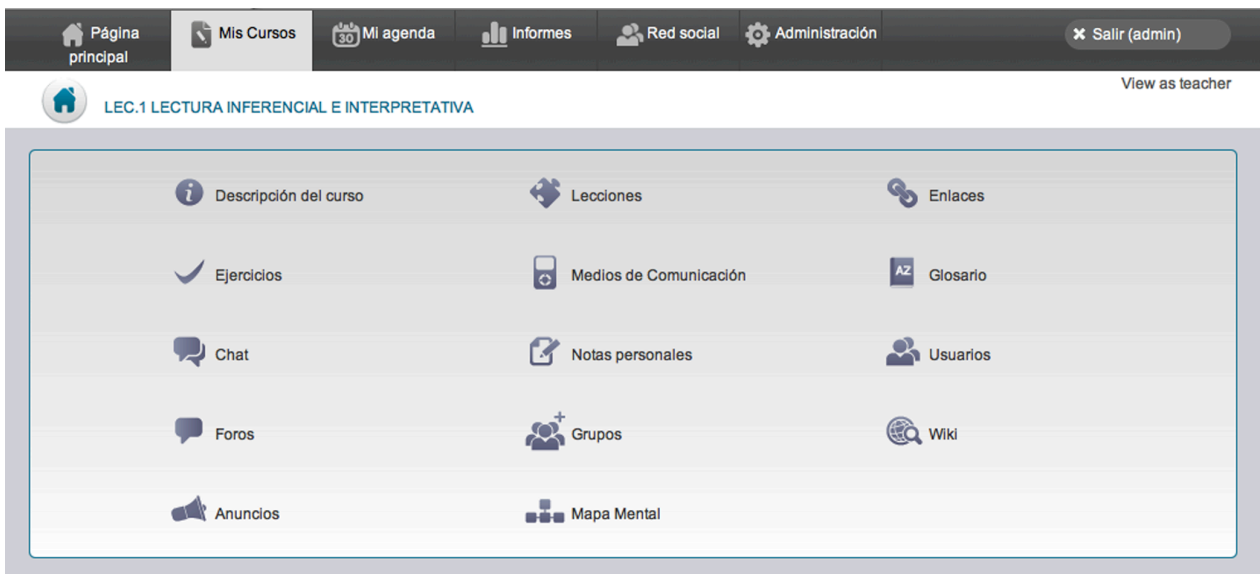 Página principal
Mis Cursos
30
Mi agenda
Informes
Red social
Administración
✖ Salir (admin)
View as teacher
LEC.1 LECTURA INFERENCIAL E INTERPRETATIVA
i
Descripción del curso
Lecciones
Enlaces
Ejercicios
Medios de Comunicación
AZ
Glosario
Chat
Notas personales
Usuarios
Foros
Grupos
Wiki
Anuncios
Mapa Mental